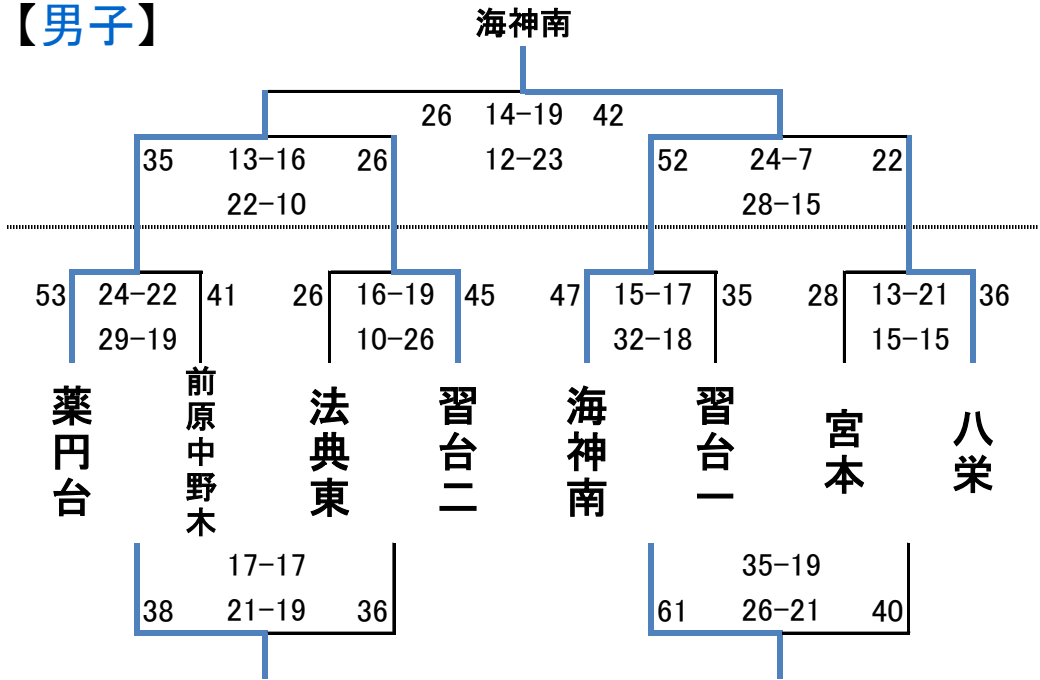 【男子】
海神南
26 14-19 42
12-23
35 13-16 26
22-10
52 24-7 22
28-15
53 24-22 41
29-19
26 16-19 45
10-26
47 15-17 35
32-18
28 13-21 36
15-15
薬円台
前原中野木
法典東
習台二
海神南
習台一
宮本
八栄
17-17
38 21-19 36
35-19
61 26-21 40